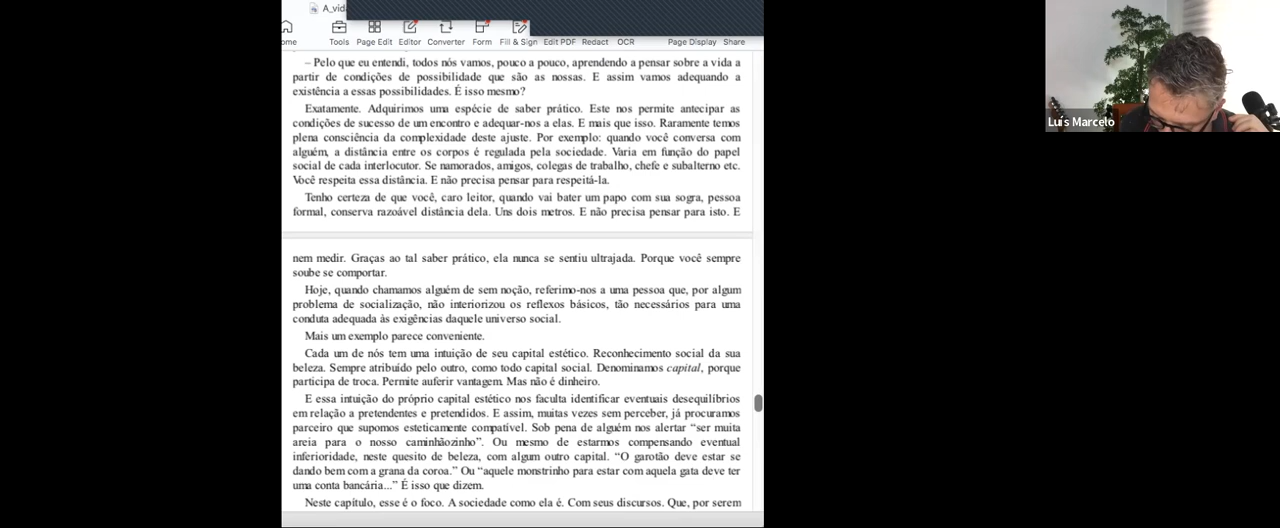 A_vid
ome Tools Page Edit Editor Converter Form Fill & Sign Edit PDF Redact OCR Page Display Share
Luís Marcelo
– Pelo que eu entendi, todos nós vamos, pouco a pouco, aprendendo a pensar sobre a vida a
partir de condições de possibilidade que são as nossas. E assim vamos adequando a
existência a essas possibilidades. É isso mesmo?
Exatamente. Adquirimos uma espécie de saber prático. Este nos permite antecipar as
condições de sucesso de um encontro e adequar-nos a elas. E mais que isso. Raramente temos
plena consciência da complexidade deste ajuste. Por exemplo: quando você conversa com
alguém, a distância entre os corpos é regulada pela sociedade. Varia em função do papel
social de cada interlocutor. Se namorados, amigos, colegas de trabalho, chefe e subalterno etc.
Você respeita essa distância. E não precisa pensar para respeitá-la.
Tenho certeza de que você, caro leitor, quando vai bater um papo com sua sogra, pessoa
formal, conserva razoável distância dela. Uns dois metros. E não precisa pensar para isto. E
nem medir. Graças ao tal saber prático, ela nunca se sentiu ultrajada. Porque você sempre
soube se comportar.
Hoje, quando chamamos alguém de sem noção, referimo-nos a uma pessoa que, por algum
problema de socialização, não interiorizou os reflexos básicos, tão necessários para uma
conduta adequada às exigências daquele universo social.
Mais um exemplo parece conveniente.
Cada um de nós tem uma intuição de seu capital estético. Reconhecimento social da sua
beleza. Sempre atribuído pelo outro, como todo capital social. Denominamos capital, porque
participa de troca. Permite auferir vantagem. Mas não é dinheiro.
E essa intuição do próprio capital estético nos faculta identificar eventuais desequilíbrios
em relação a pretendentes e pretendidos. E assim, muitas vezes sem perceber, já procuramos
parceiro que supomos esteticamente compatível. Sob pena de alguém nos alertar “ser muita
areia para o nosso caminhãozinho”. Ou mesmo de estarmos compensando eventual
inferioridade, neste quesito de beleza, com algum outro capital. “O garotão deve estar se
dando bem com a grana da coroa.” Ou “aquele monstrinho para estar com aquela gata deve ter
uma conta bancária...” É isso que dizem.
Neste capítulo, esse é o foco. A sociedade como ela é. Com seus discursos. Que, por serem